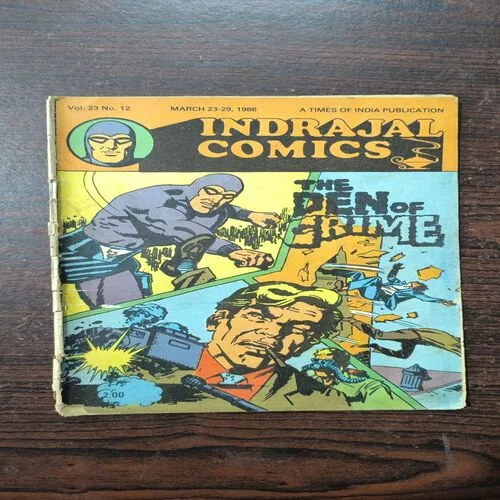 Vol. 23 No. 12 MARCH 23-29, 1986 A TIMES OF INDIA PUBLICATION
INDRAJAL
COMICS
THE
DEN OF
CRIME
2.00